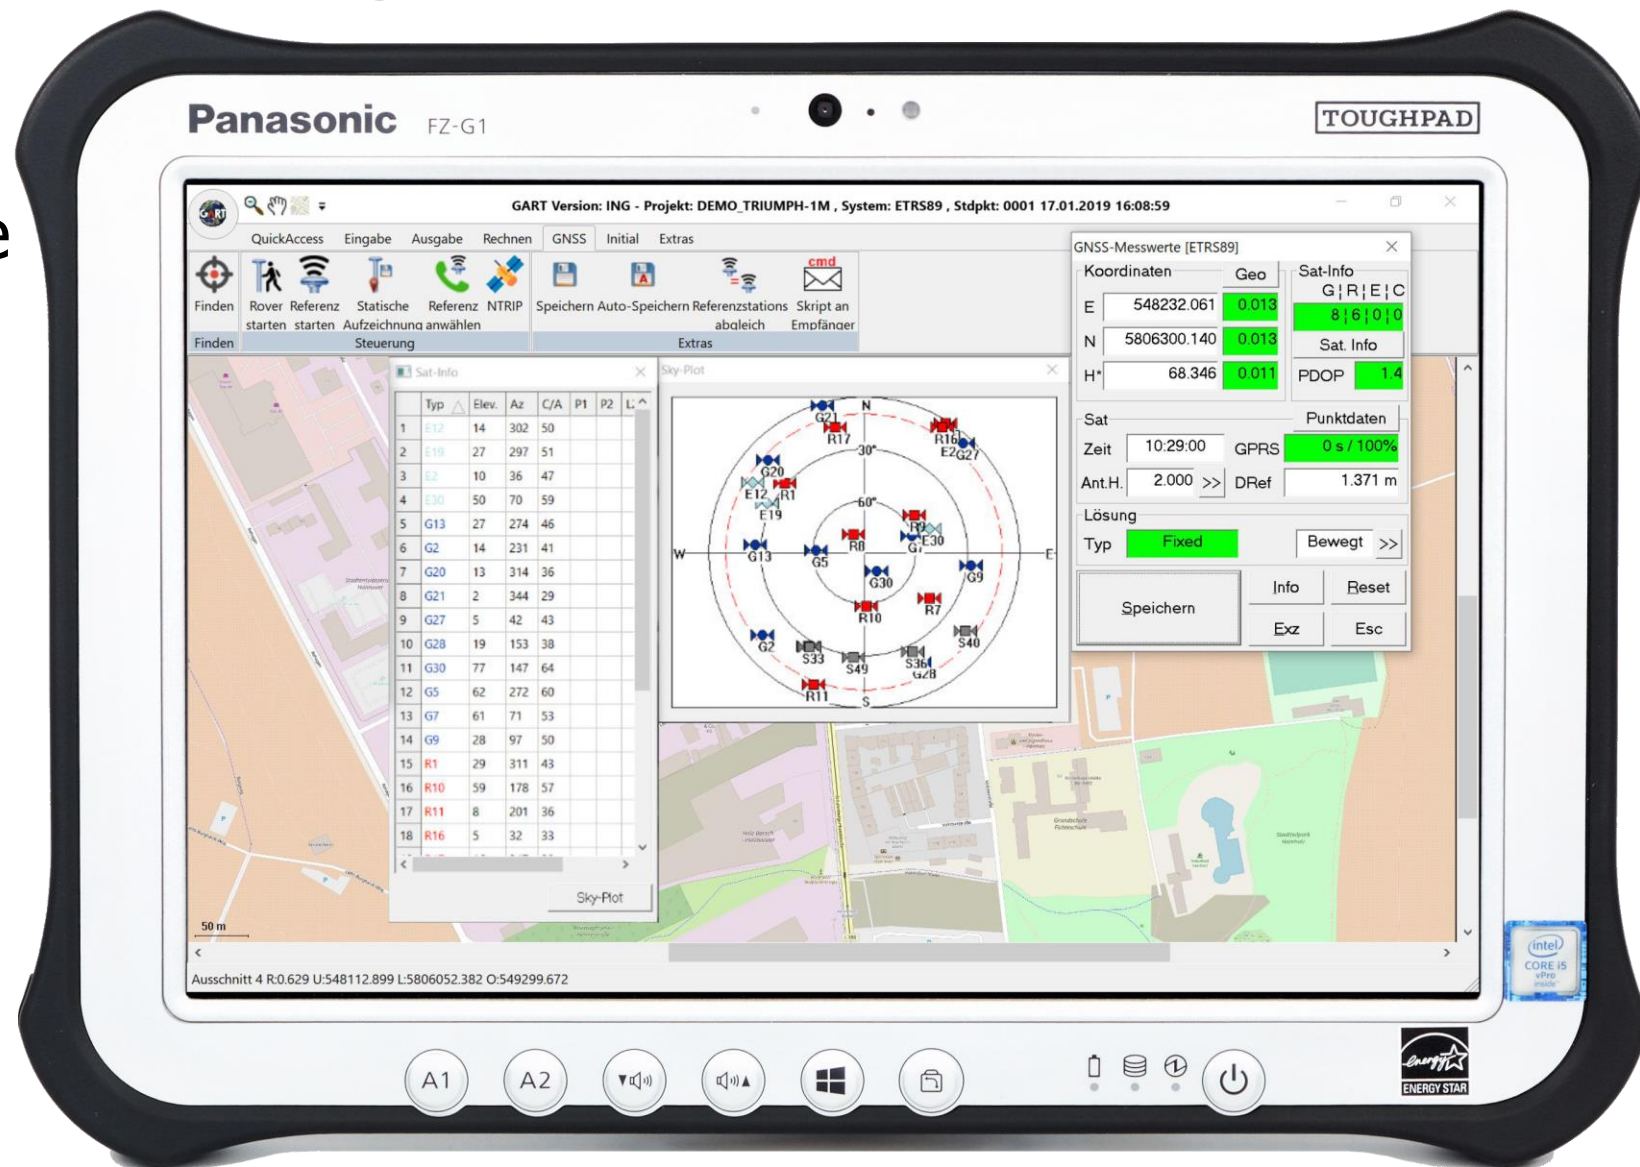 e
Panasonic FZ-G1
TOUGHPAD
GART
GART Version: ING - Projekt: DEMO_TRIUMPH-1M , System: ETRS89 , Stdpkt: 0001 17.01.2019 16:08:59
QuickAccess Eingabe Ausgabe Rechnen GNSS Initial Extras
Finden
Rover starten
Referenz starten
Statische Aufzeichnung
Referenz anwählen
NTRIP
Speichern
A
Auto-Speichern
Referenzstations abgleich
cmd
Skript an Empfänger
Finden Steuerung Extras
Sat-Info
Typ Elev. Az C/A P1 P2
1 E12 14 302 50
2 E19 27 297 51
3 E2 10 36 47
4 E30 50 70 59
5 G13 27 274 46
6 G2 14 231 41
7 G20 13 314 36
8 G21 2 344 29
9 G27 5 42 43
10 G28 19 153 38
11 G30 77 147 64
12 G5 62 272 60
13 G7 61 71 53
14 G9 28 97 50
15 R1 29 311 43
16 R10 59 178 57
17 R11 8 201 36
18 R16 5 32 33
Sky-Plot
Sky-Plot
N
G21
R17
R16
E2
G27
30°
G20
E12
R1
E19
60°
R9
E30
R8
G7
W
G13
G5
E
G30
G9
R10
R7
G2
S33
S49
S36
S40
G28
R11
S
GNSS-Messwerte [ETRS89]
Koordinaten Geo
E 548232.061 0.013
N 5806300.140 0.013
H* 68.346 0.011
Sat-Info
G¦R¦E¦C
8¦6¦0¦0
Sat. Info
PDOP 1.4
Sat Punktdaten
Zeit 10:29:00 GPRS 0 s / 100%
Ant.H. 2.000 >> DRef 1.371 m
Lösung
Typ Fixed Bewegt >>
Speichern
Info Reset
Exz Esc
P
P
P
50 m
Ausschnitt 4 R:0.629 U:548112.899 L:5806052.382 O:549299.672
intel
CORE i5
vPro
inside
A1 A2
energy
ENERGY STAR